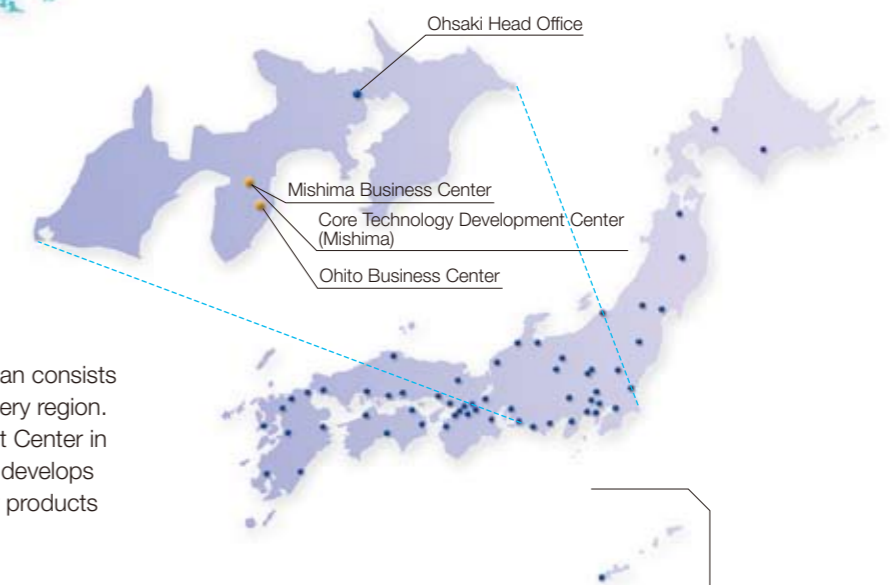 Ohsaki Head Office
Mishima Business Center
Core Technology Development Center
(Mishima)
Ohito Business Center
an consists
ery region.
t Center in
develops
products